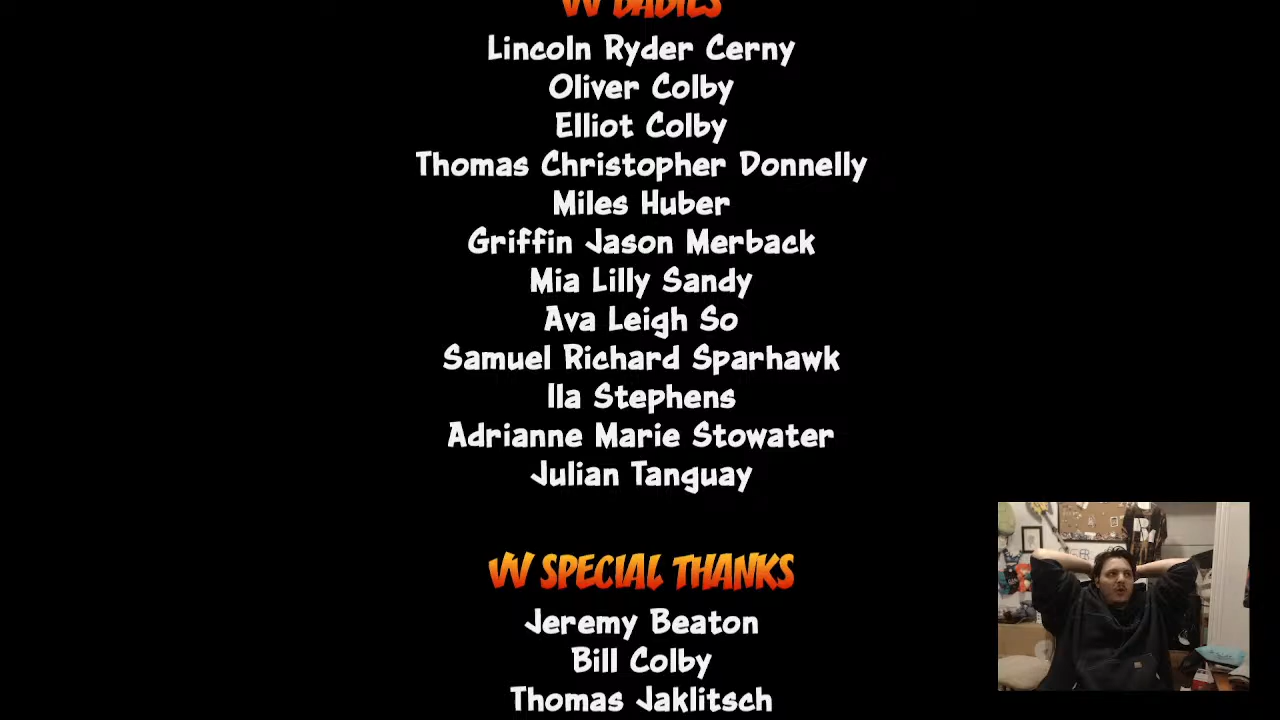 VV BABIES
Lincoln Ryder Cerny
Oliver Colby
Elliot Colby
Thomas Christopher Donnelly
Miles Huber
Griffin Jason Merback
Mia Lilly Sandy
Ava Leigh So
Samuel Richard Sparhawk
Ila Stephens
Adrianne Marie Stowater
Julian Tanguay
VV SPECIAL THANKS
Jeremy Beaton
Bill Colby
Thomas Jaklitsch